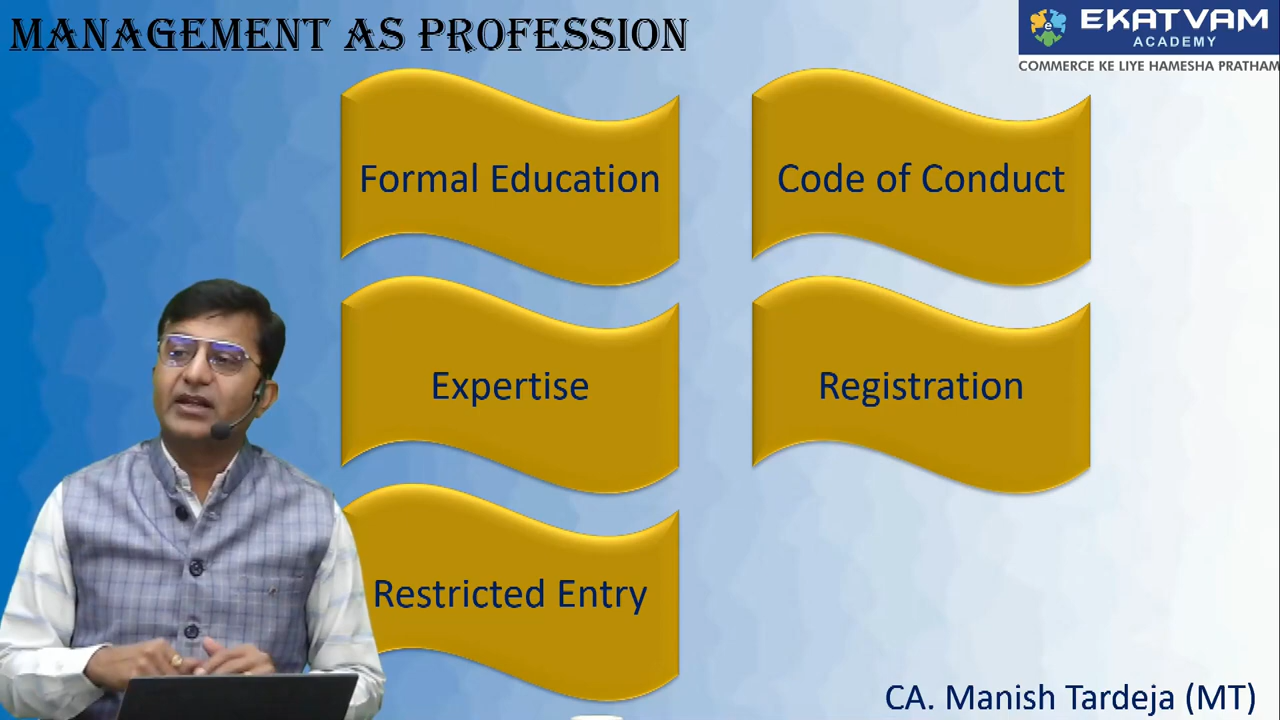 MANAGEMENT AS PROFESSION
EKATVAM
ACADEMY
COMMERCE KE LIYE HAMESHA PRATHAM
Formal Education
Code of Conduct
Expertise
Registration
Restricted Entry
CA. Manish Tardeja (MT)